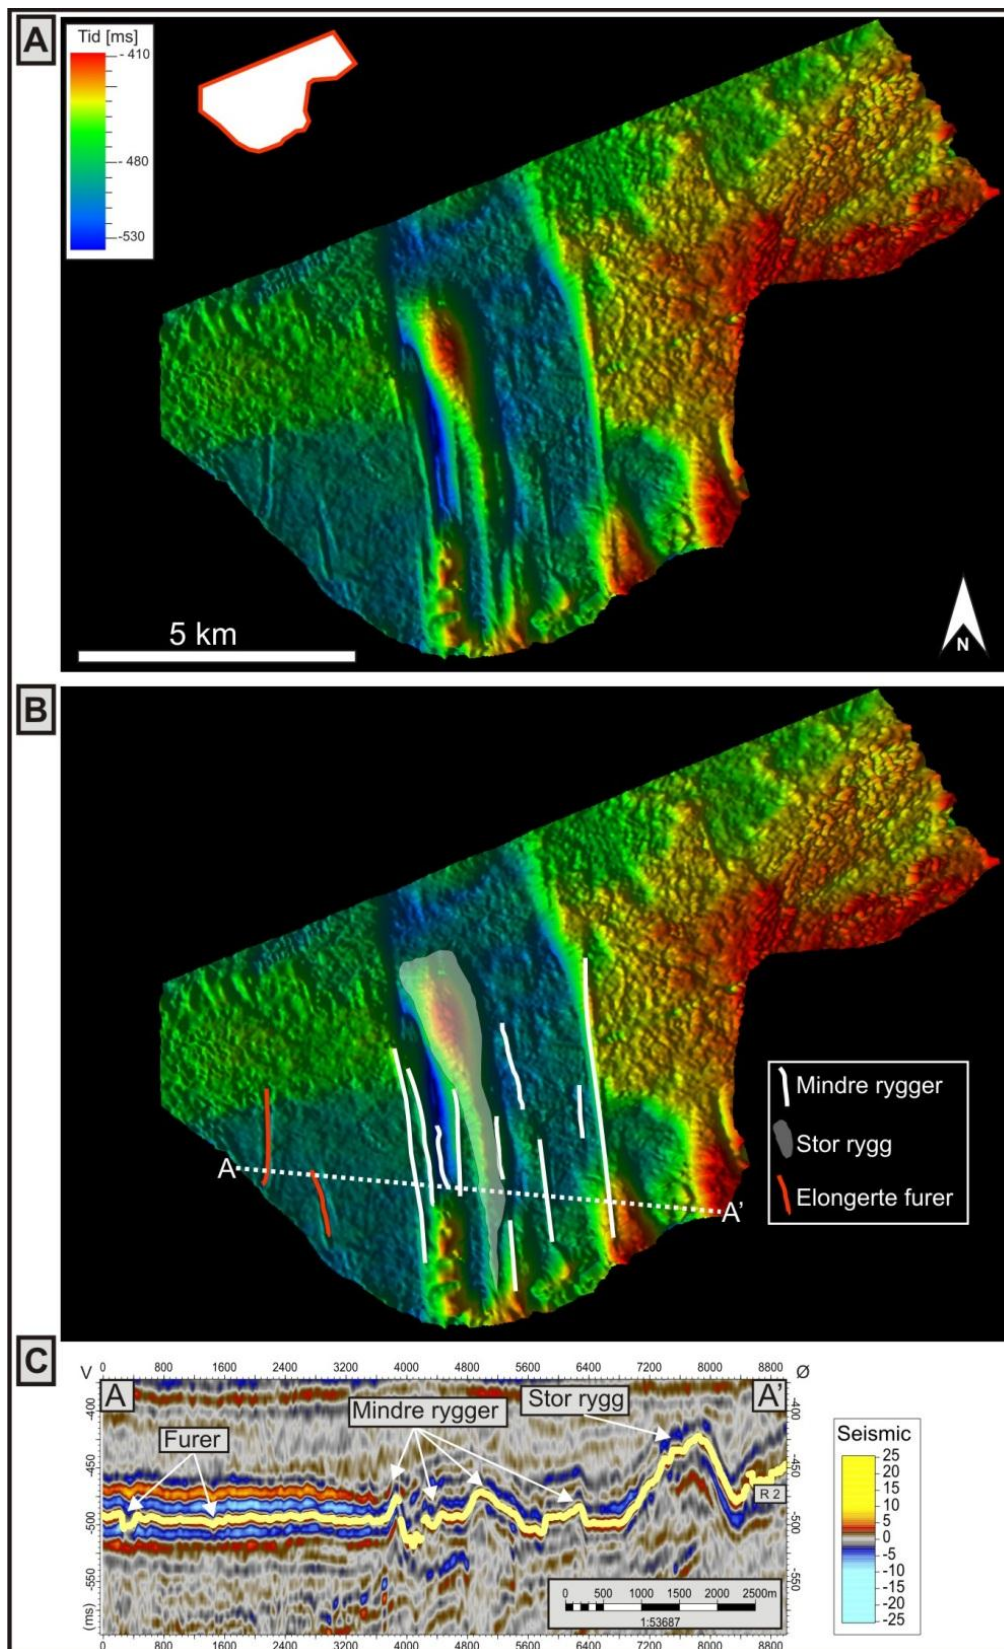 A
Tid [ms]
- 410
- 480
-530
5 km
N
B
Mindre rygger
Stor rygg
Elongerte furer
A
A'
C
V
0 800 1600 2400 3200 4000 4800 5600 6400 7200 8000 8800
Ø
A
A'
Stor rygg
Mindre rygger
Furer
-400
-450
-500
-550
(ms)
-400
-450
R 2
-500
-550
0 500 1000 1500 2000 2500m
1:53687
0 800 1600 2400 3200 4000 4800 5600 6400 7200 8000 8800
Seismic
25
20
15
10
5
0
-5
-10
-15
-20
-25